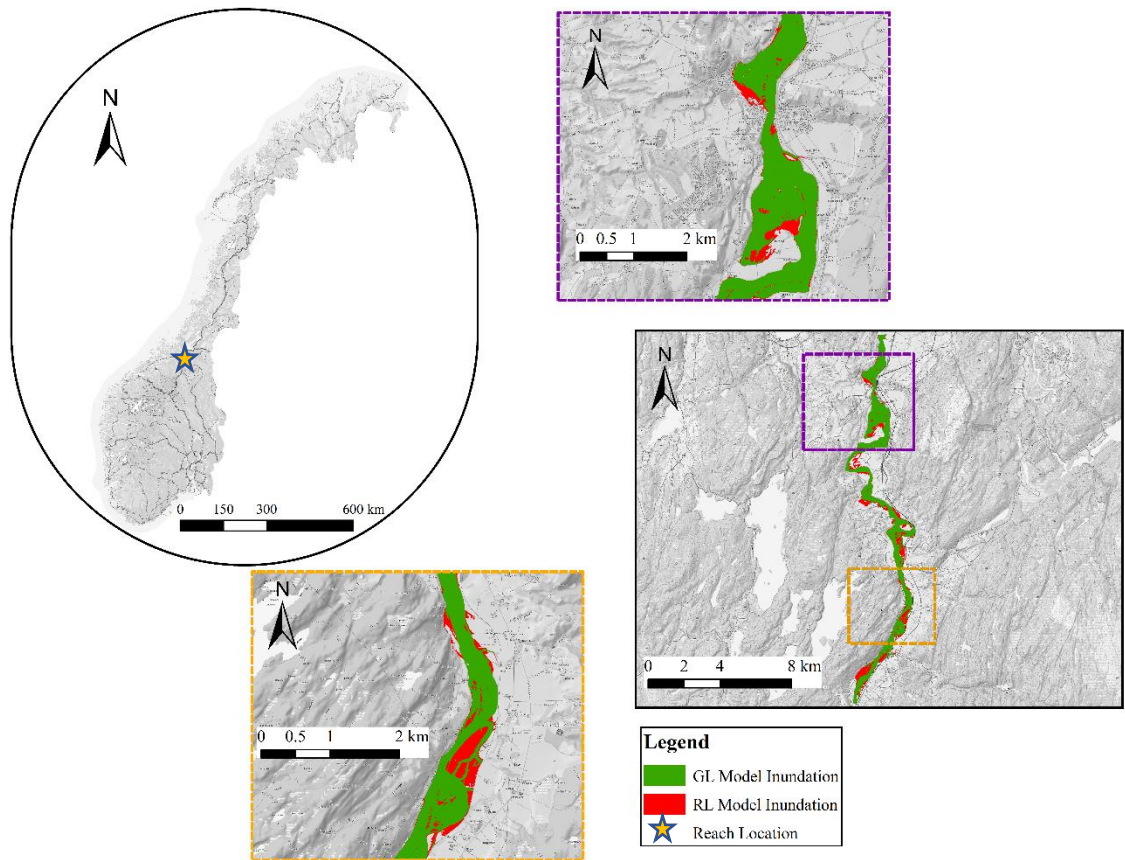 N
0 150 300 600 km
N
0 0.5 1 2 km
N
0 2 4 8 km
N
0 0.5 1 2 km
Legend
GL Model Inundation
RL Model Inundation
Reach Location